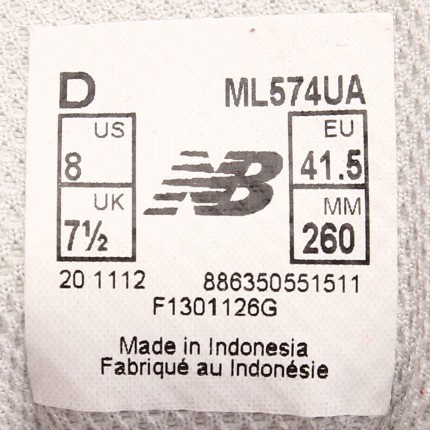 D ML574UA
US EU
8 41.5
UK MM
7½ NB 260
20 1112 886350551511
F1301126G
Made in Indonesia
Fabriqué au Indonésie